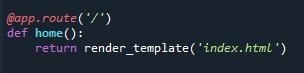 @app.route('/')
def home():
    return render_template('index.html')